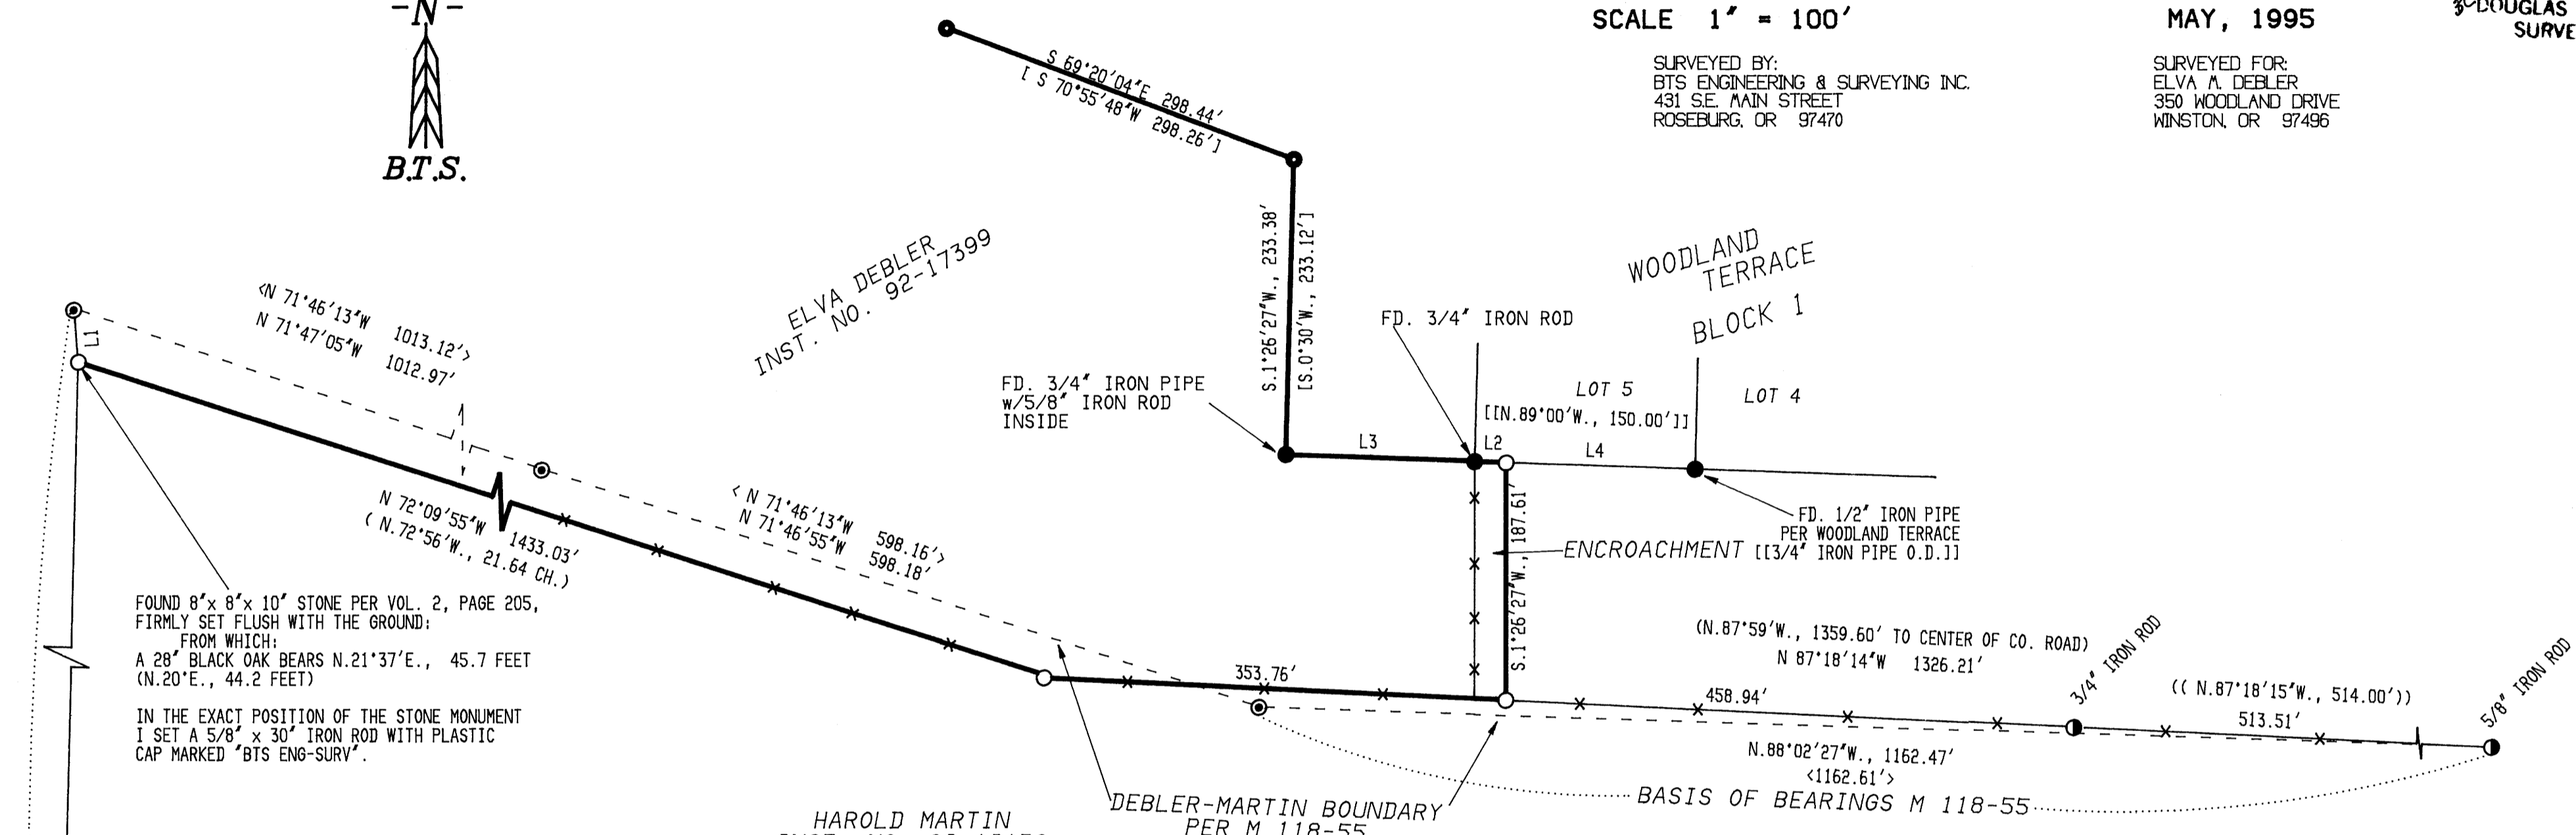 -N-
B.T.S.
SCALE 1" = 100'
MAY, 1995
DOUGLAS
SURVE
SURVEYED BY:
BTS ENGINEERING & SURVEYING INC.
431 S.E. MAIN STREET
ROSEBURG, OR 97470
SURVEYED FOR:
ELVA M. DEBLER
350 WOODLAND DRIVE
WINSTON, OR 97496
S 69°20'04"E 298.44'
[ S 70°55'48"W 298.26' ]
S.1°26'27"W., 233.38'
[S.0°30'W., 233.12']
ELVA DEBLER
INST. NO. 92-17399
WOODLAND
TERRACE
BLOCK 1
FD. 3/4" IRON ROD
FD. 3/4" IRON PIPE
w/5/8" IRON ROD
INSIDE
LOT 5
[[N.89°00'W., 150.00']]
LOT 4
L1
L3
L2
L4
<N 71°46'13"W 1013.12'>
N 71°47'05"W 1012.97'
N 72°09'55"W 1433.03'
( N.72°56'W., 21.64 CH.)
< N 71°46'13"W 598.16'>
N 71°46'55"W 598.18'
S.1°26'27"W., 187.61'
FD. 1/2" IRON PIPE
PER WOODLAND TERRACE
[[3/4" IRON PIPE O.D.]]
ENCROACHMENT
FOUND 8"x 8"x 10" STONE PER VOL. 2, PAGE 205,
FIRMLY SET FLUSH WITH THE GROUND:
FROM WHICH:
A 28" BLACK OAK BEARS N.21°37'E., 45.7 FEET
(N.20°E., 44.2 FEET)
IN THE EXACT POSITION OF THE STONE MONUMENT
I SET A 5/8" x 30" IRON ROD WITH PLASTIC
CAP MARKED "BTS ENG-SURV".
353.76'
(N.87°59'W., 1359.60' TO CENTER OF CO. ROAD)
N 87°18'14"W 1326.21'
458.94'
3/4" IRON ROD
(( N.87°18'15"W., 514.00'))
513.51'
5/8" IRON ROD
N.88°02'27"W., 1162.47'
<1162.61'>
BASIS OF BEARINGS M 118-55
DEBLER-MARTIN BOUNDARY
PER M 118-55
HAROLD MARTIN